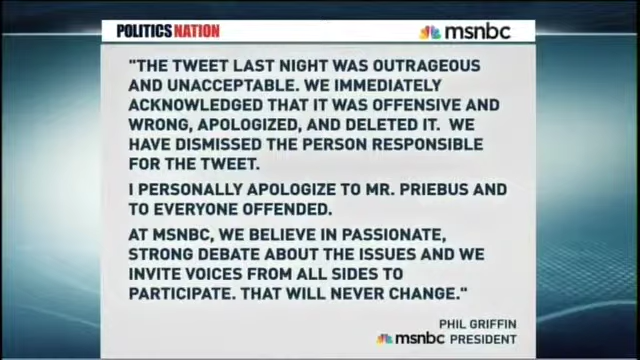 POLITICSNATION
msnbc
"THE TWEET LAST NIGHT WAS OUTRAGEOUS
AND UNACCEPTABLE. WE IMMEDIATELY
ACKNOWLEDGED THAT IT WAS OFFENSIVE AND
WRONG, APOLOGIZED, AND DELETED IT. WE
HAVE DISMISSED THE PERSON RESPONSIBLE
FOR THE TWEET.
I PERSONALLY APOLOGIZE TO MR. PRIEBUS AND
TO EVERYONE OFFENDED.
AT MSNBC, WE BELIEVE IN PASSIONATE,
STRONG DEBATE ABOUT THE ISSUES AND WE
INVITE VOICES FROM ALL SIDES TO
PARTICIPATE. THAT WILL NEVER CHANGE."
PHIL GRIFFIN
msnbc PRESIDENT